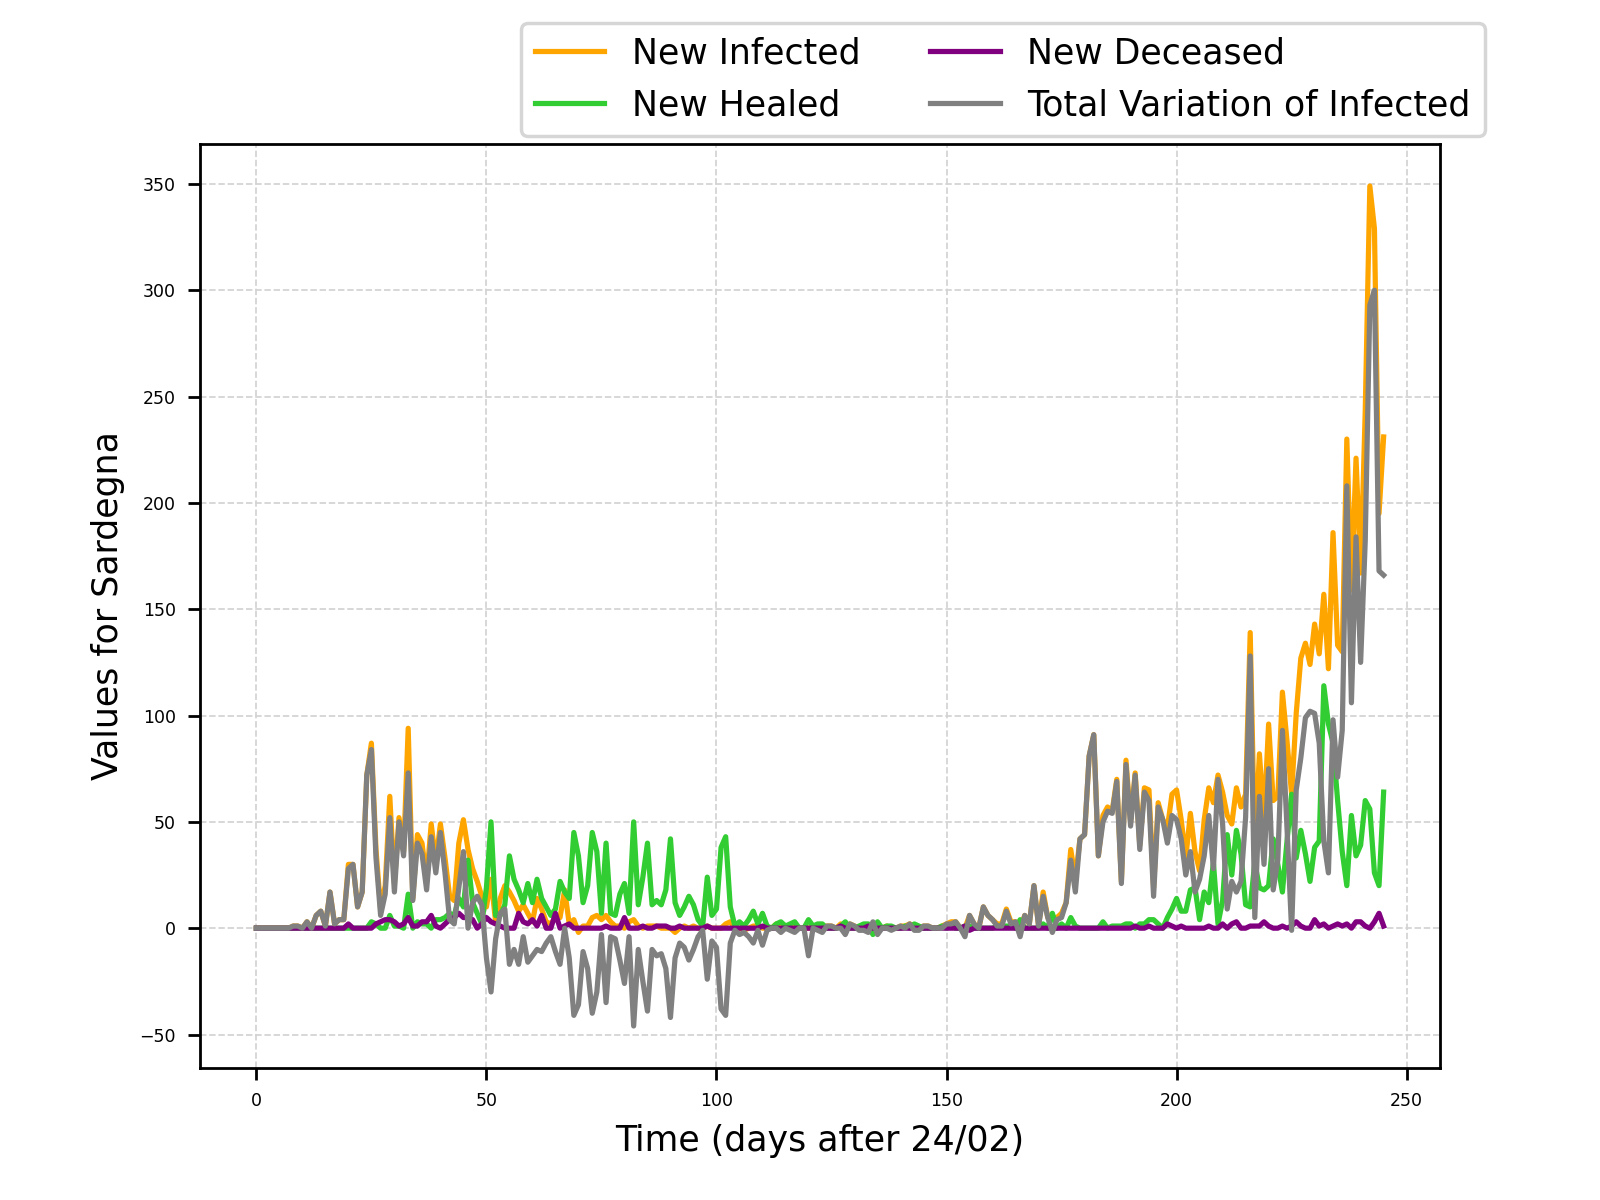 New Infected
New Deceased
New Healed
Total Variation of Infected
350
300
250
200
150
100
50
0
−50
Values for Sardegna
0 50 100 150 200 250
Time (days after 24/02)